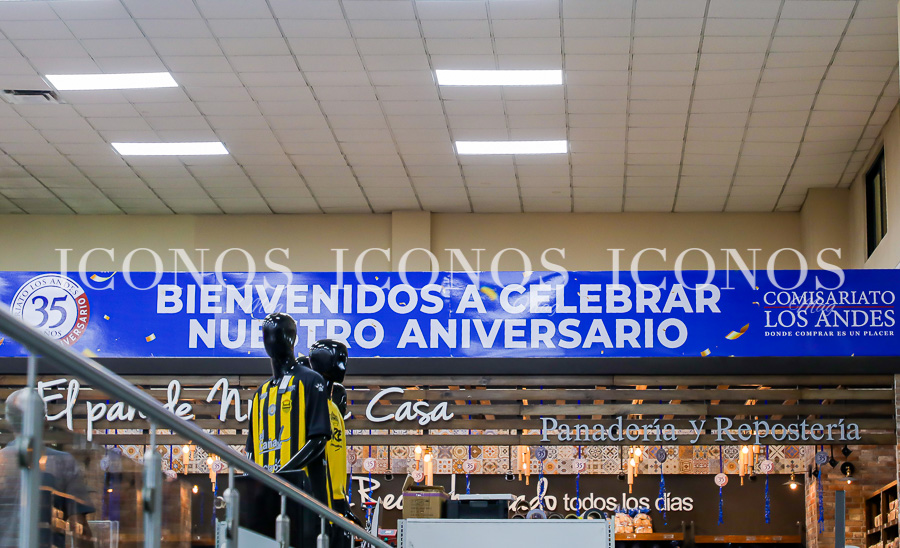 ICONOS ICONOS ICONOS
35
BIENVENIDOS A CELEBRAR
NUESTRO ANIVERSARIO
COMISARIATO
LOS ANDES
DONDE COMPRAR ES UN PLACER
El pan de Nuestra Casa
Panadería y Repostería
todos los días